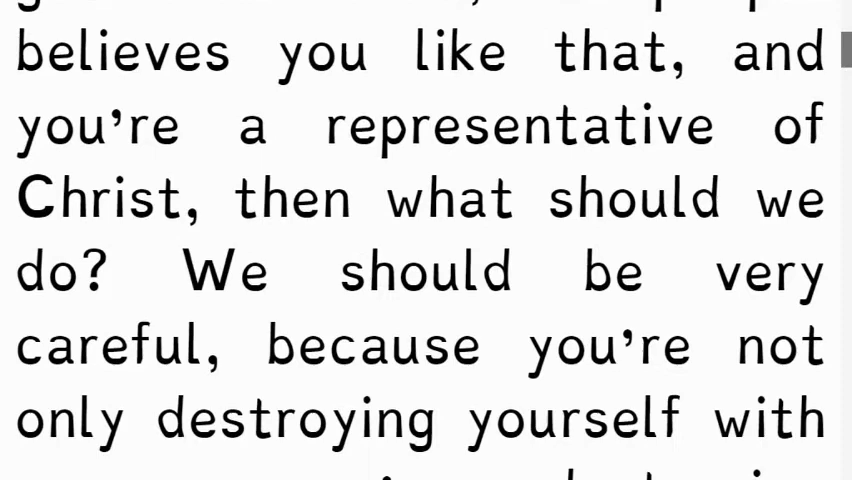 believes you like that, and
you're a representative of
Christ, then what should we
do? We should be very
careful, because you're not
only destroying yourself with